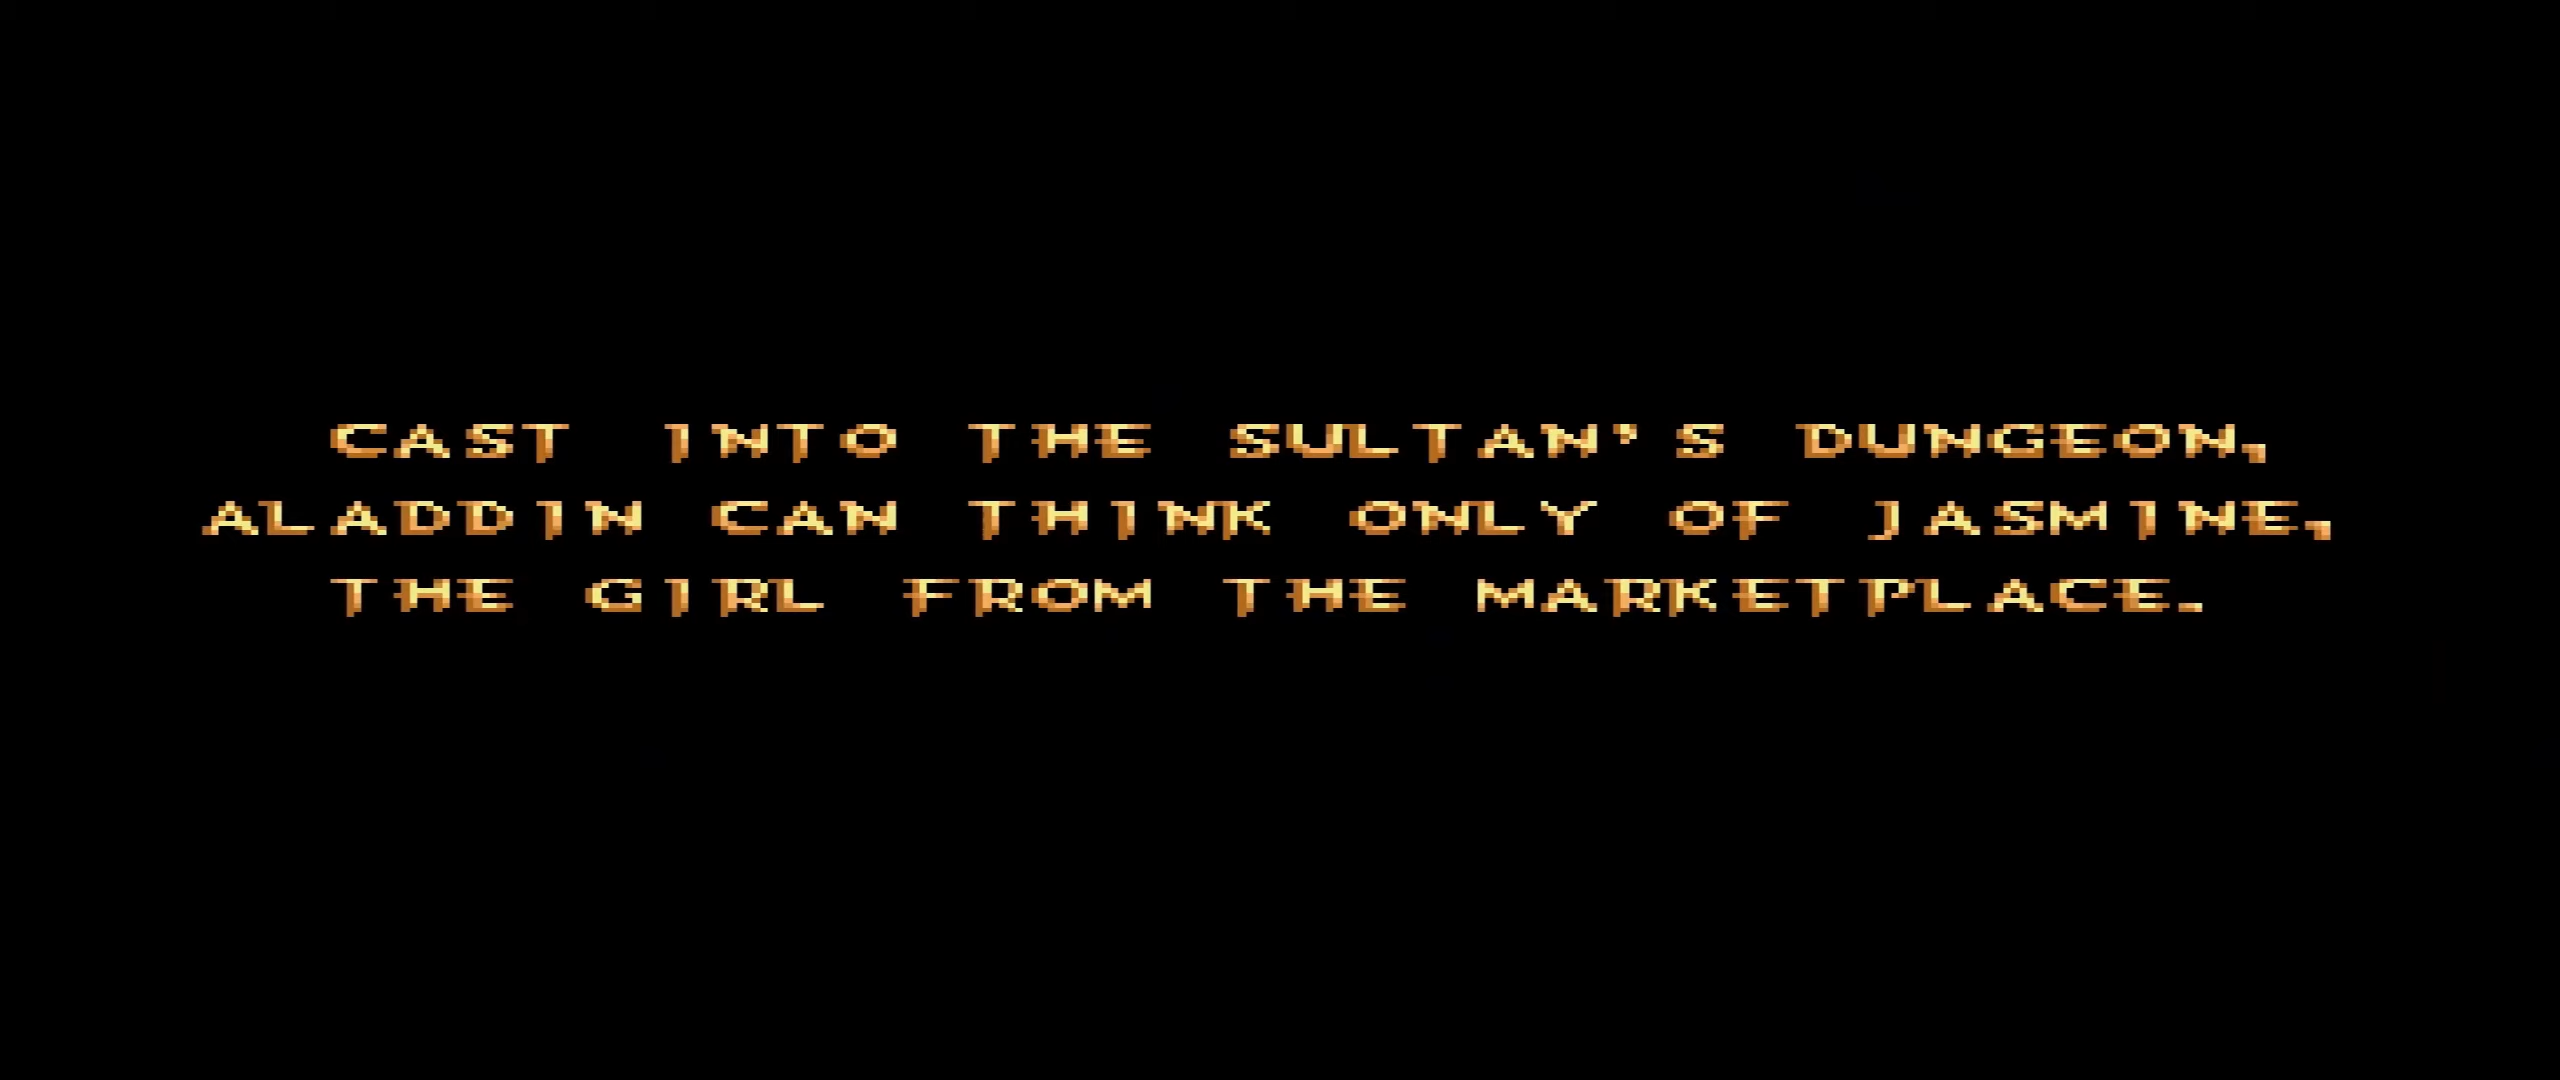 CAST INTO THE SULTAN'S DUNGEON,
ALADDIN CAN THINK ONLY OF JASMINE,
THE GIRL FROM THE MARKETPLACE.